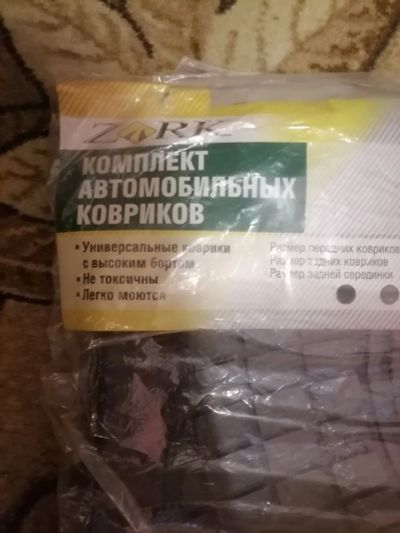 ZORK
КОМПЛЕКТ
АВТОМОБИЛЬНЫХ
КОВРИКОВ
• Универсальные коврики
с высоким бортом
• Не токсичны
• Легко моются
Размер передних ковриков
Размер задних ковриков
Размер задней серединки